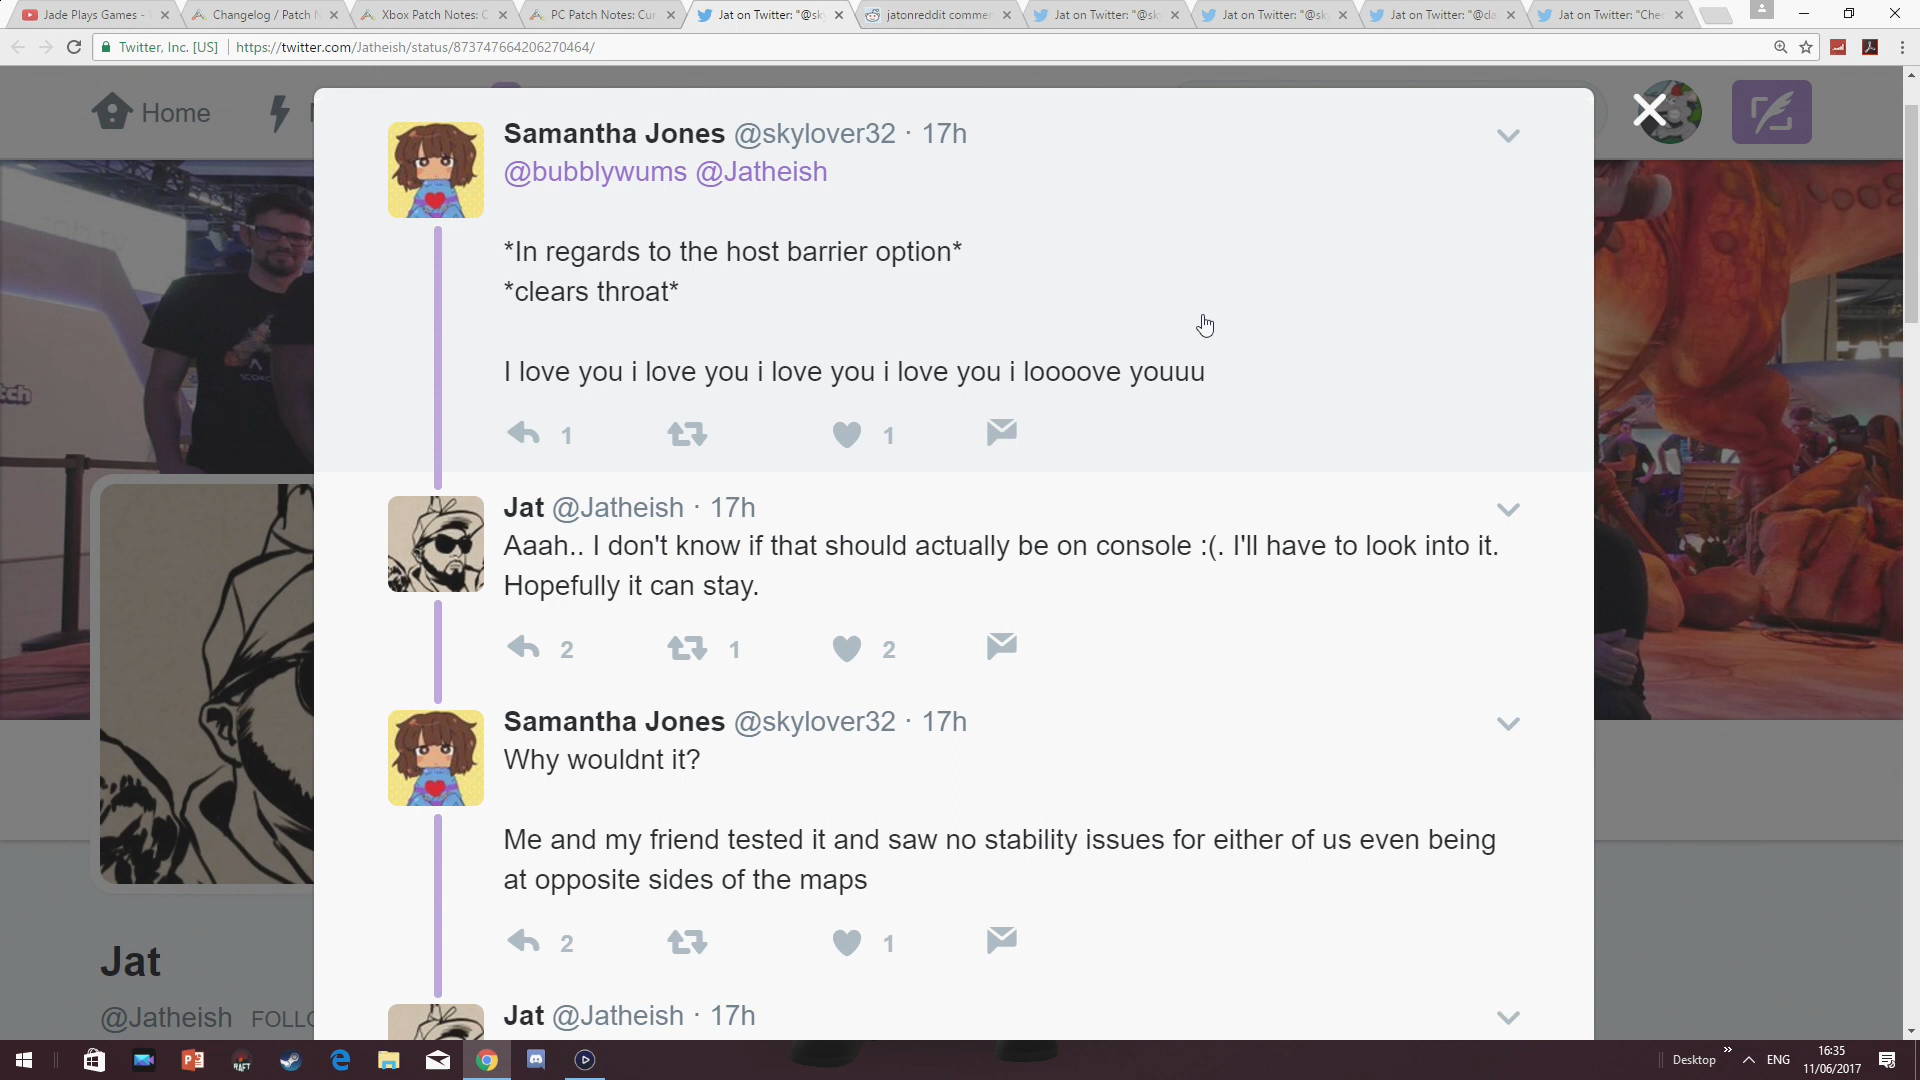 Jade Plays Games -
Changelog / Patch
Xbox Patch Notes: C
PC Patch Notes: Cur
Jat on Twitter: "@sk
jatonreddit commen
Jat on Twitter: "@sk
Jat on Twitter: "@sk
Jat on Twitter: "@da
Jat on Twitter: "Chec
Twitter, Inc. [US]
https://twitter.com/Jatheish/status/873747664206270464/
Home
Samantha Jones @skylover32 · 17h
@bubblywums @Jatheish
*In regards to the host barrier option*
*clears throat*
I love you i love you i love you i love you i loooove youuu
1
1
Jat @Jatheish · 17h
Aaah.. I don't know if that should actually be on console :(. I'll have to look into it.
Hopefully it can stay.
2
1
2
Samantha Jones @skylover32 · 17h
Why wouldnt it?
Me and my friend tested it and saw no stability issues for either of us even being
at opposite sides of the maps
2
1
Jat @Jatheish · 17h
Jat
@Jatheish FOLLO
RAFT
Desktop
ENG
16:35
11/06/2017